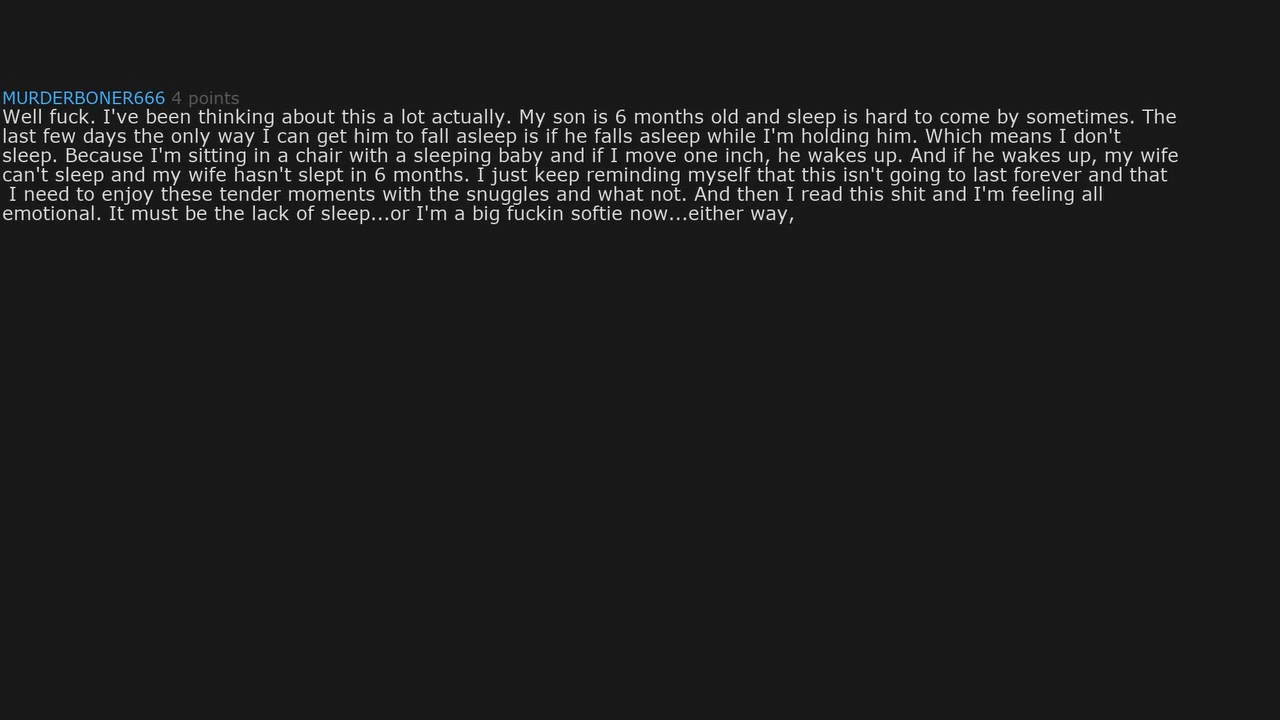 MURDERBONER666 4 points
Well fuck. I've been thinking about this a lot actually. My son is 6 months old and sleep is hard to come by sometimes. The
last few days the only way I can get him to fall asleep is if he falls asleep while I'm holding him. Which means I don't
sleep. Because I'm sitting in a chair with a sleeping baby and if I move one inch, he wakes up. And if he wakes up, my wife
can't sleep and my wife hasn't slept in 6 months. I just keep reminding myself that this isn't going to last forever and that
I need to enjoy these tender moments with the snuggles and what not. And then I read this shit and I'm feeling all
emotional. It must be the lack of sleep...or I'm a big fuckin softie now...either way,